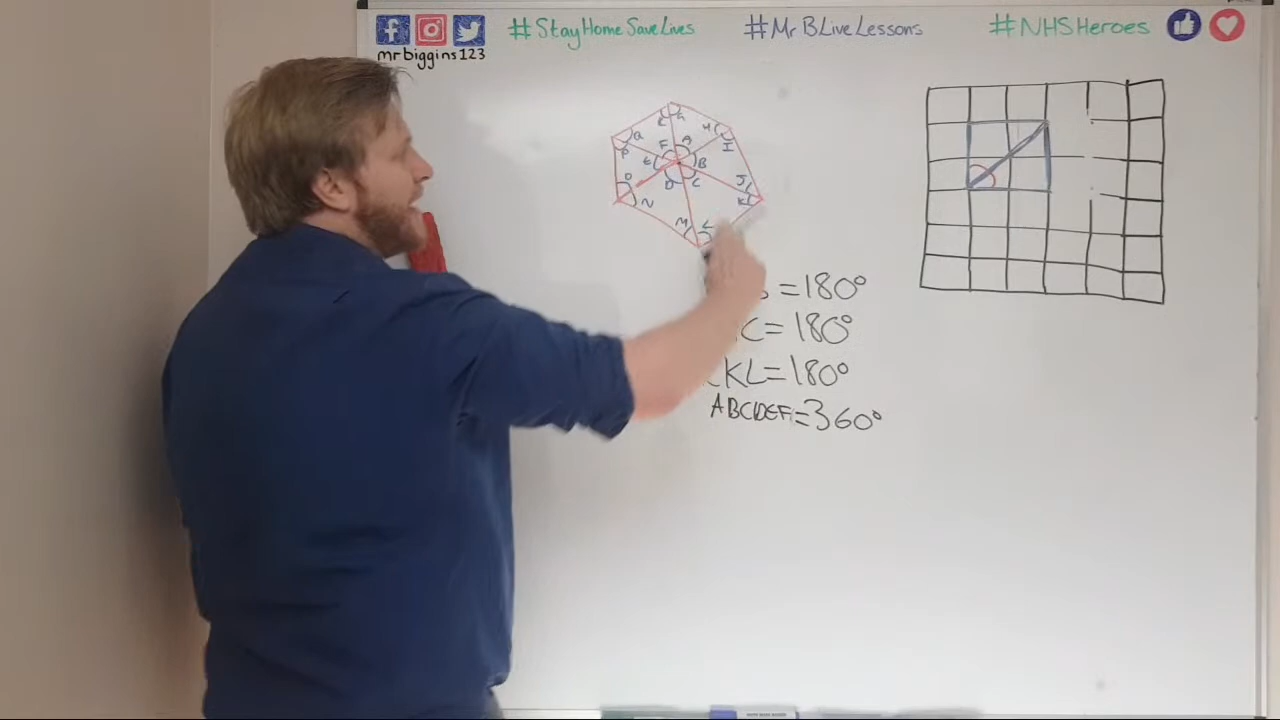 #StayHomeSaveLives #MrBLiveLessons #NHSHeroes
mrbiggins123
E G
Q H
P F A I
E B
O D C J
N K
M L
=180°
C=180°
KL=180°
ABCDEF=360°